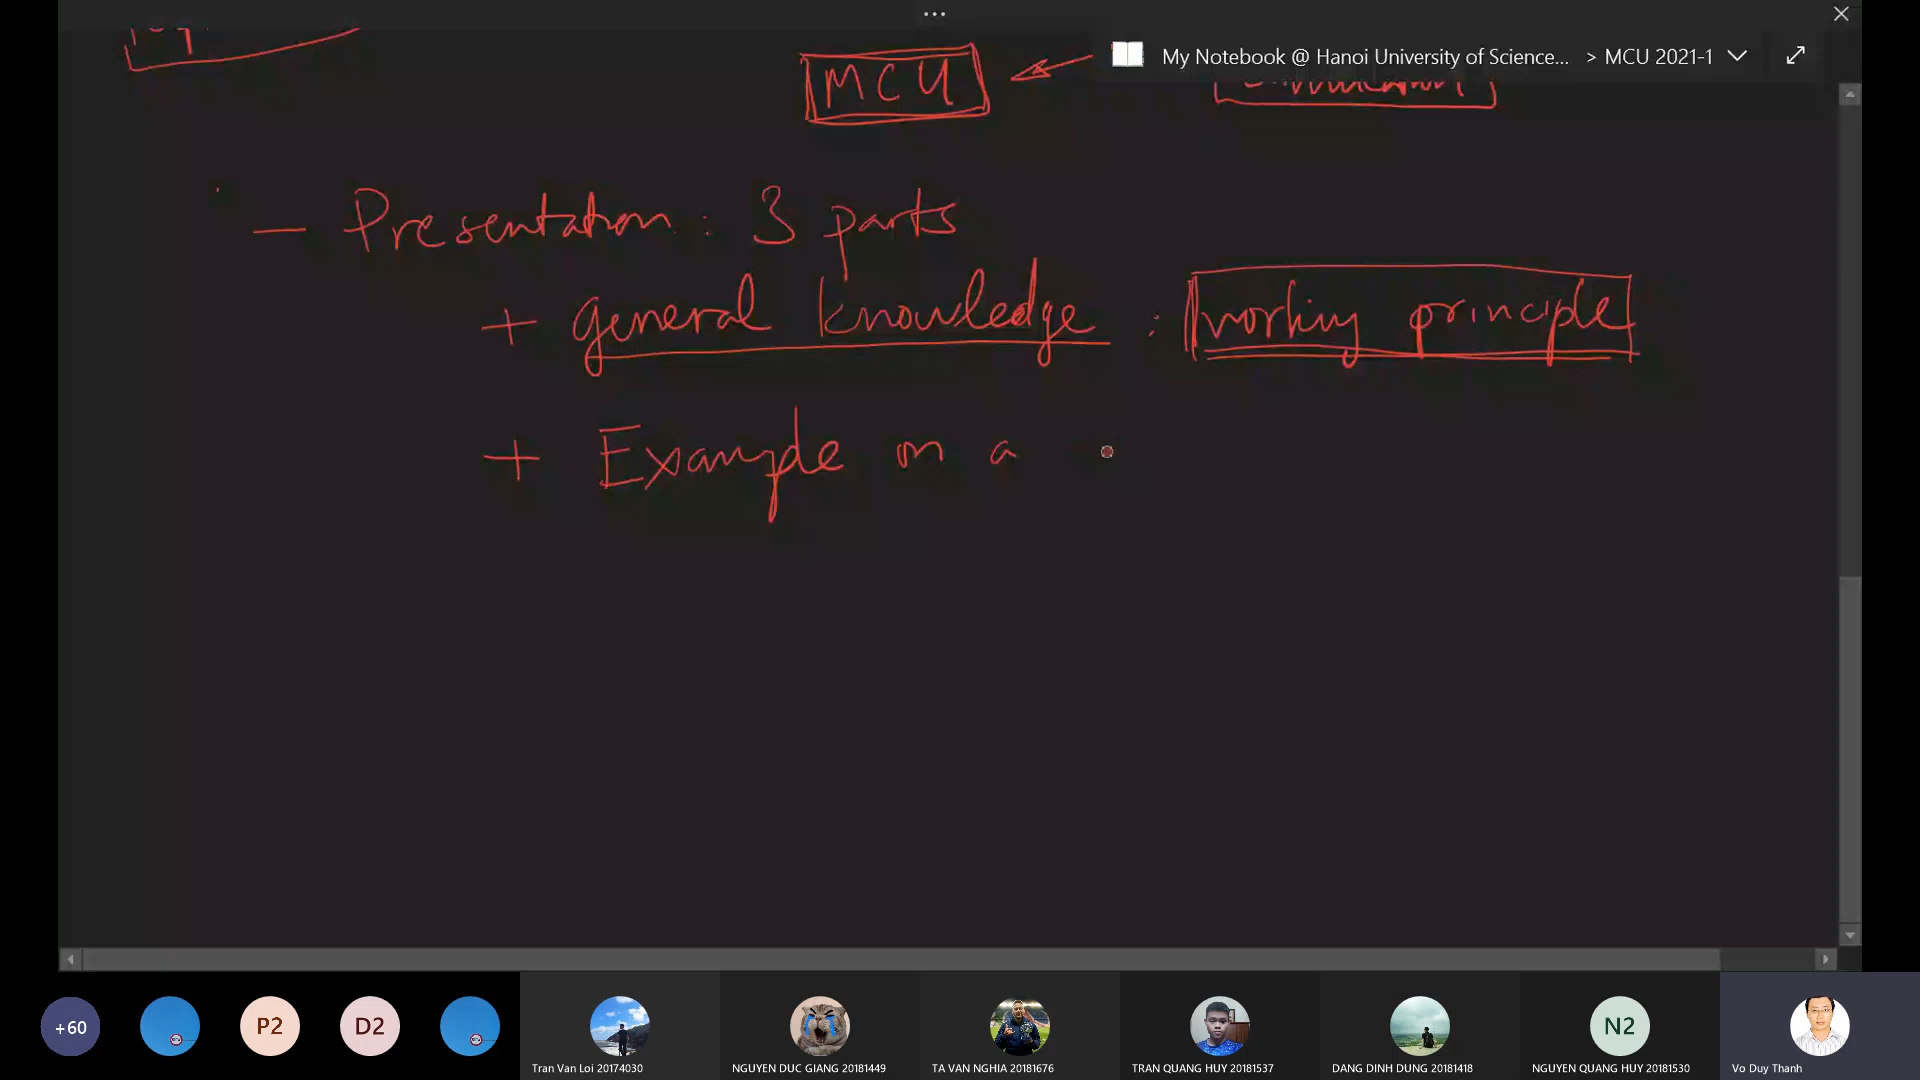 ...
My Notebook @ Hanoi University of Science... > MCU 2021-1
MCU
- Presentation: 3 parts
+ general knowledge : working principle
+ Example on a
+60
P2
D2
N2
Tran Van Loi 20174030
NGUYEN DUC GIANG 20181449
TA VAN NGHIA 20181676
TRAN QUANG HUY 20181537
DANG DINH DUNG 20181418
NGUYEN QUANG HUY 20181530
Vo Duy Thanh